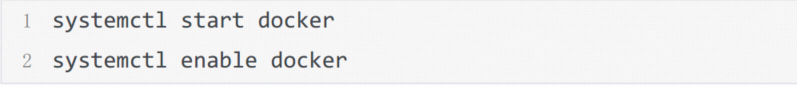 1 systemctl start docker
2 systemctl enable docker